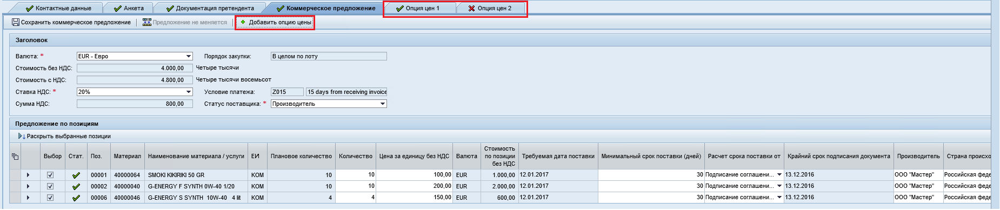 Контактные данные Анкета Документация претендента Коммерческое предложение Опция цен 1 Опция цен 2
Сохранить коммерческое предложение Предложение не меняется Добавить опцию цены
Заголовок
Валюта: * EUR - Евро Порядок закупки: В целом по лоту
Стоимость без НДС: 4.000,00 Четыре тысячи
Стоимость с НДС: 4.800,00 Четыре тысячи восемьсот
Ставка НДС: * 20% Условие платежа: Z015 15 days from receiving invoice
Сумма НДС: 800,00 Статус поставщика: * Производитель
Предложение по позициям
Раскрыть выбранные позиции
Выбор Стат. Поз. Материал Наименование материала / услуги ЕИ Плановое количество Количество Цена за единицу без НДС Валюта Стоимость по позиции без НДС Требуемая дата поставки Минимальный срок поставки (дней) Расчет срока поставки от Крайний срок подписания документа Производитель Страна происхо
00001 40000064 SMOKI KIKIRIKI 50 GR КОМ 10 10 100,00 EUR 1.000,00 12.01.2017 30 Подписание соглашени... 13.12.2016 ООО "Мастер" Российская феде
00002 40000040 G-ENERGY F SYNTH 0W-40 1/20 КОМ 10 10 200,00 EUR 2.000,00 12.01.2017 30 Подписание соглашени... 13.12.2016 ООО "Мастер" Российская феде
00006 40000046 G-ENERGY S SYNTH 10W-40 4 lit КОМ 4 4 150,00 EUR 600,00 12.01.2017 30 Подписание соглашени... 13.12.2016 ООО "Мастер" Российская феде